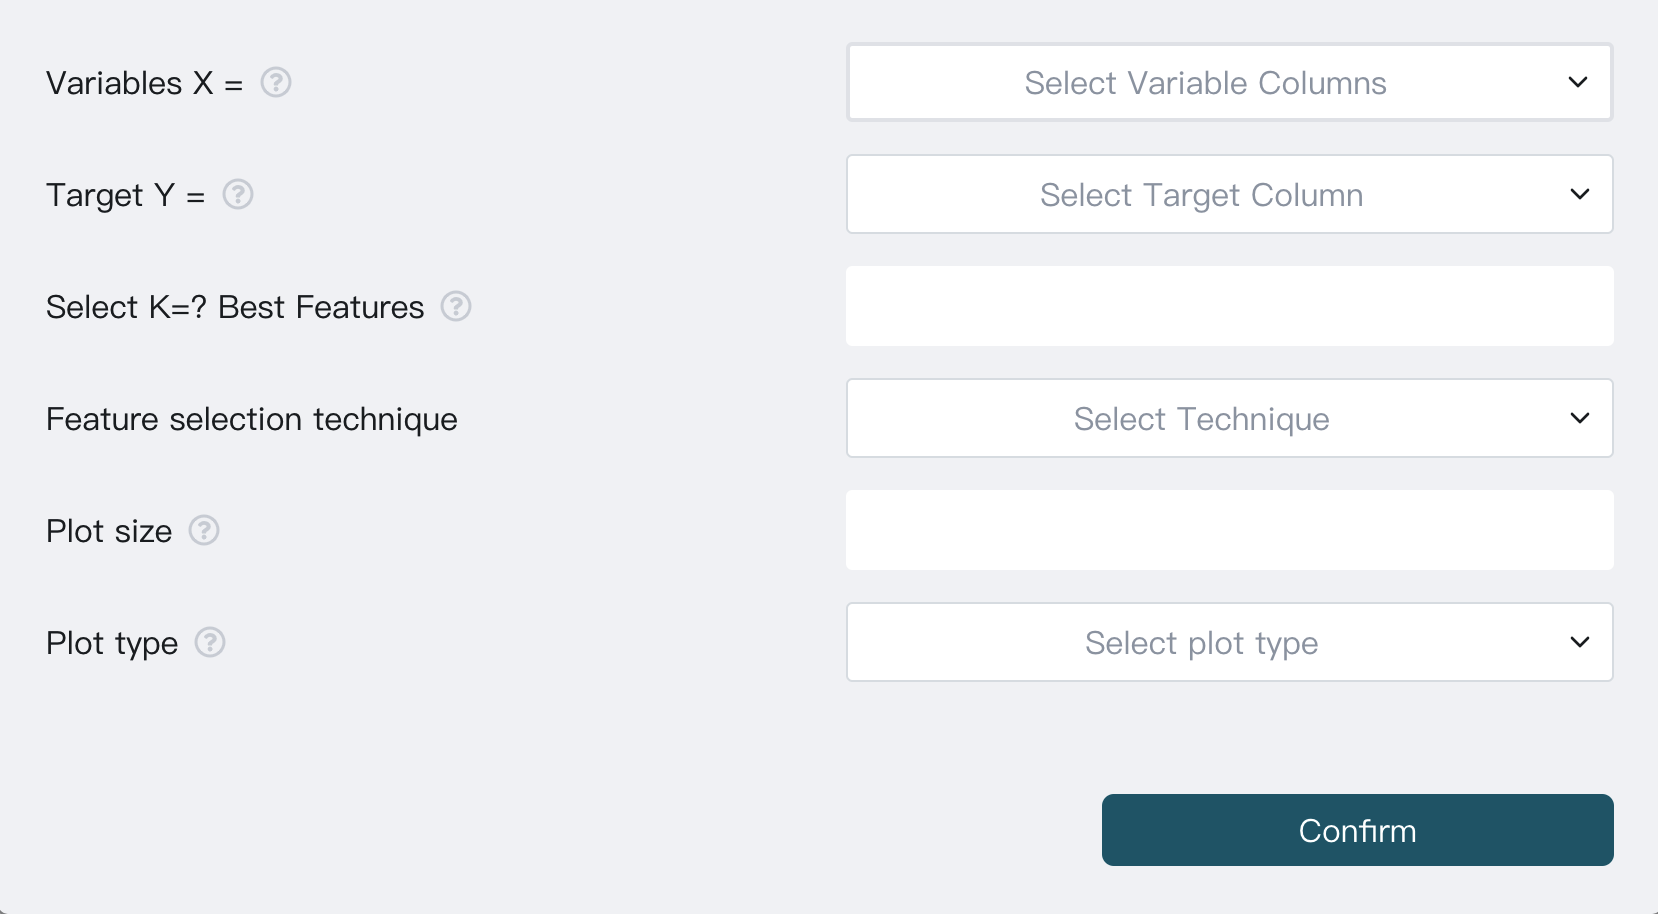 Variables X = ?
Select Variable Columns
Target Y = ?
Select Target Column
Select K=? Best Features ?
Feature selection technique
Select Technique
Plot size ?
Plot type ?
Select plot type
Confirm